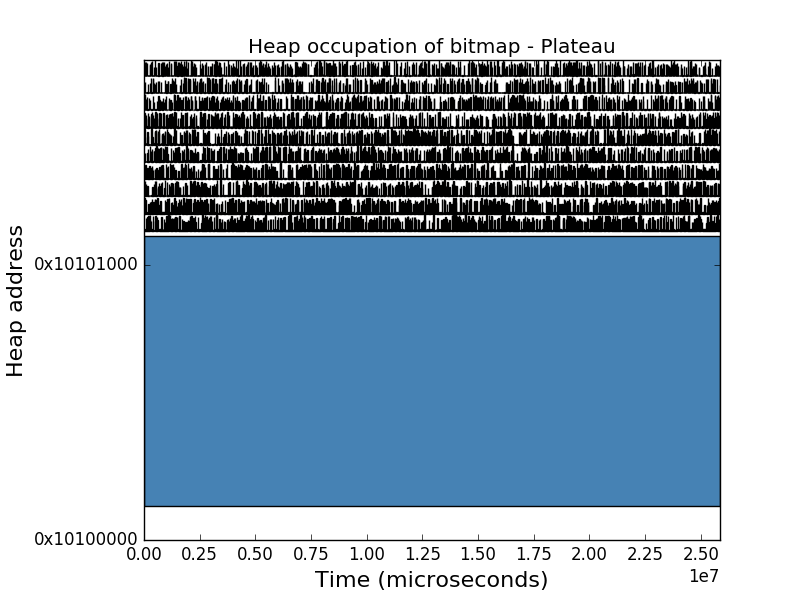 Heap occupation of bitmap - Plateau
Heap address
0x10101000
0x10100000
0.00 0.25 0.50 0.75 1.00 1.25 1.50 1.75 2.00 2.25 2.50
1e7
Time (microseconds)